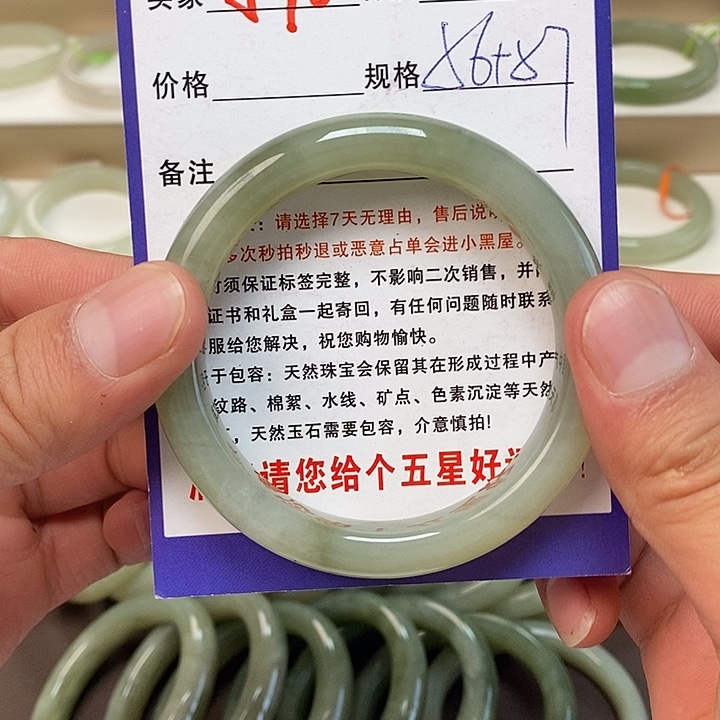 买家
价格 规格 86+87
备注
：请选择7天无理由，售后说
多次秒拍秒退或恶意占单会进小黑屋。
须保证标签完整，不影响二次销售，并
证书和礼盒一起寄回，有任何问题随时联系
服给您解决，祝您购物愉快。
于包容：天然珠宝会保留其在形成过程中产
纹路、棉絮、水线、矿点、色素沉淀等天然
，天然玉石需要包容，介意慎拍!
请您给个五星好 !